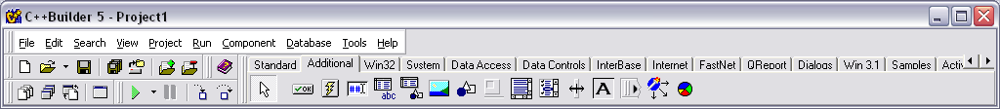 C++Builder 5 - Project1
File Edit Search View Project Run Component Database Tools Help
Standard Additional Win32 System Data Access Data Controls InterBase Internet FastNet QReport Dialogs Win 3.1 Samples Activ
OK ## abc A